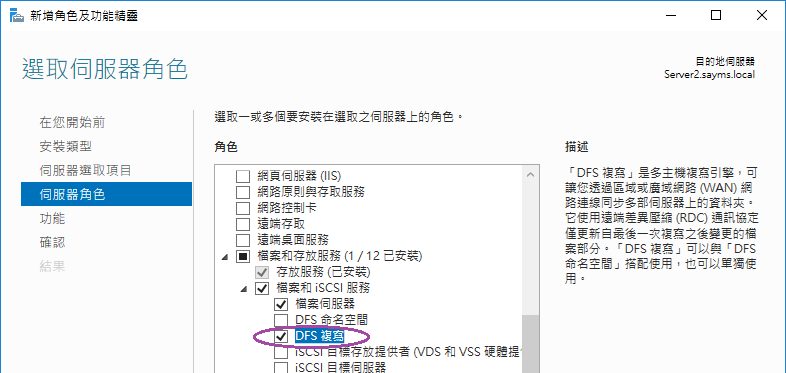 新增角色及功能精靈
選取伺服器角色
目的地伺服器
Server2.sayms.local
在您開始前
安裝類型
伺服器選取項目
伺服器角色
功能
確認
結果
選取一或多個要安裝在選取之伺服器上的角色。
角色
網頁伺服器 (IIS)
網路原則與存取服務
網路控制卡
遠端存取
遠端桌面服務
檔案和存放服務 (1 / 12 已安裝)
存放服務 (已安裝)
檔案和 iSCSI 服務
檔案伺服器
DFS 命名空間
DFS 複寫
iSCSI 目標存放提供者 (VDS 和 VSS 硬體提
iSCSI 目標伺服器
描述
「DFS 複寫」是多主機複寫引擎，可
讓您透過區域或廣域網路 (WAN) 網
路連線同步多部伺服器上的資料夾。
它使用遠端差異壓縮 (RDC) 通訊協定
僅更新自最後一次複寫之後變更的檔
案部分。「DFS 複寫」可以與「DFS
命名空間」搭配使用，也可以單獨使
用。